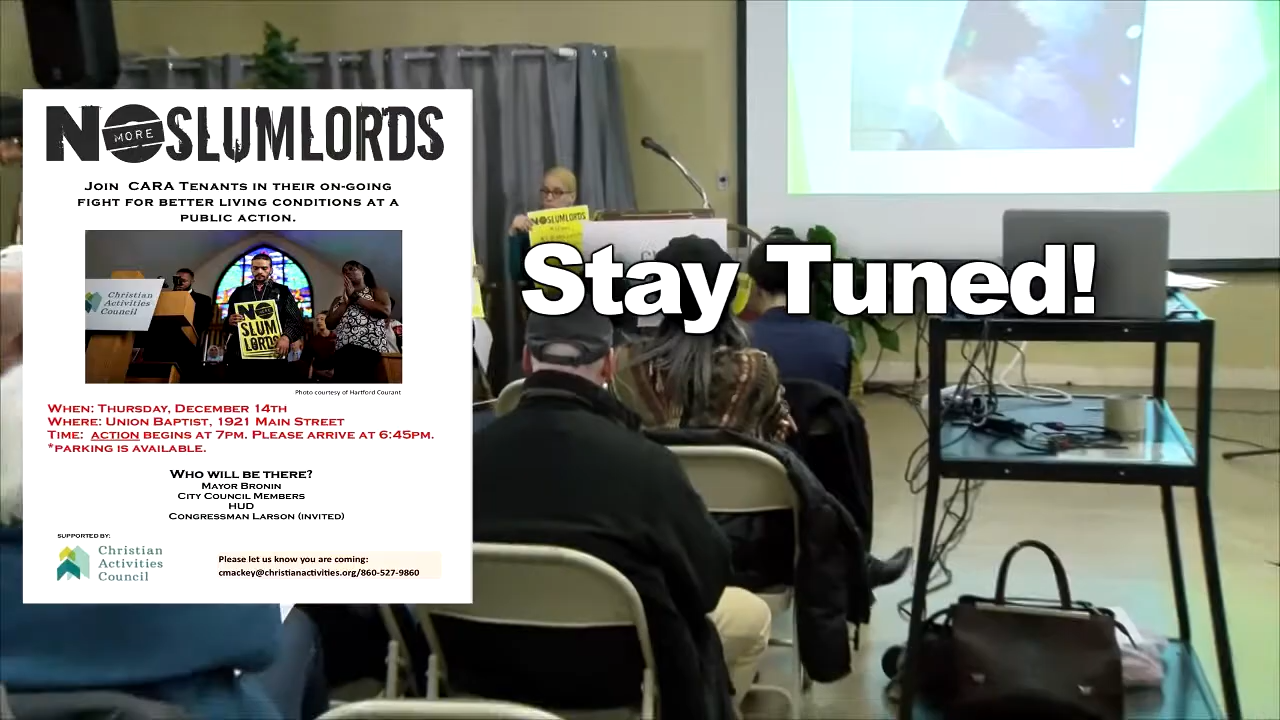 NO MORE SLUMLORDS
Join CARA Tenants in their on-going
fight for better living conditions at a
public action.
Christian
Activities
Council
NO
SLUM
LORDS
Photo courtesy of Hartford Courant
When: Thursday, December 14th
Where: Union Baptist, 1921 Main Street
Time: action begins at 7pm. Please arrive at 6:45pm.
*parking is available.
Who will be there?
Mayor Bronin
City Council Members
HUD
Congressman Larson (invited)
SUPPORTED BY:
Christian
Activities
Council
Please let us know you are coming:
cmackey@christianactivities.org/860-527-9860
NO SLUMLORDS
Stay Tuned!